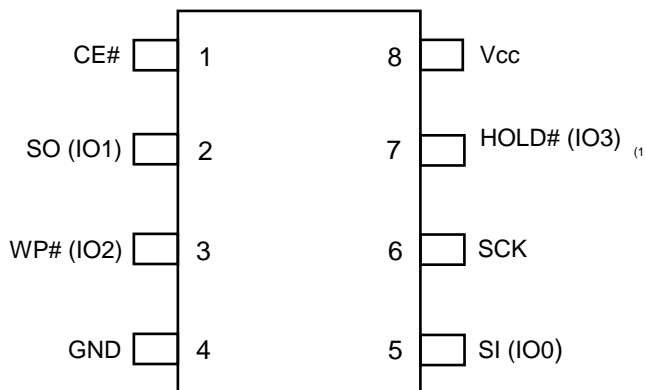 CE# 1 8 Vcc
SO (IO1) 2 7 HOLD# (IO3) (1
WP# (IO2) 3 6 SCK
GND 4 5 SI (IO0)